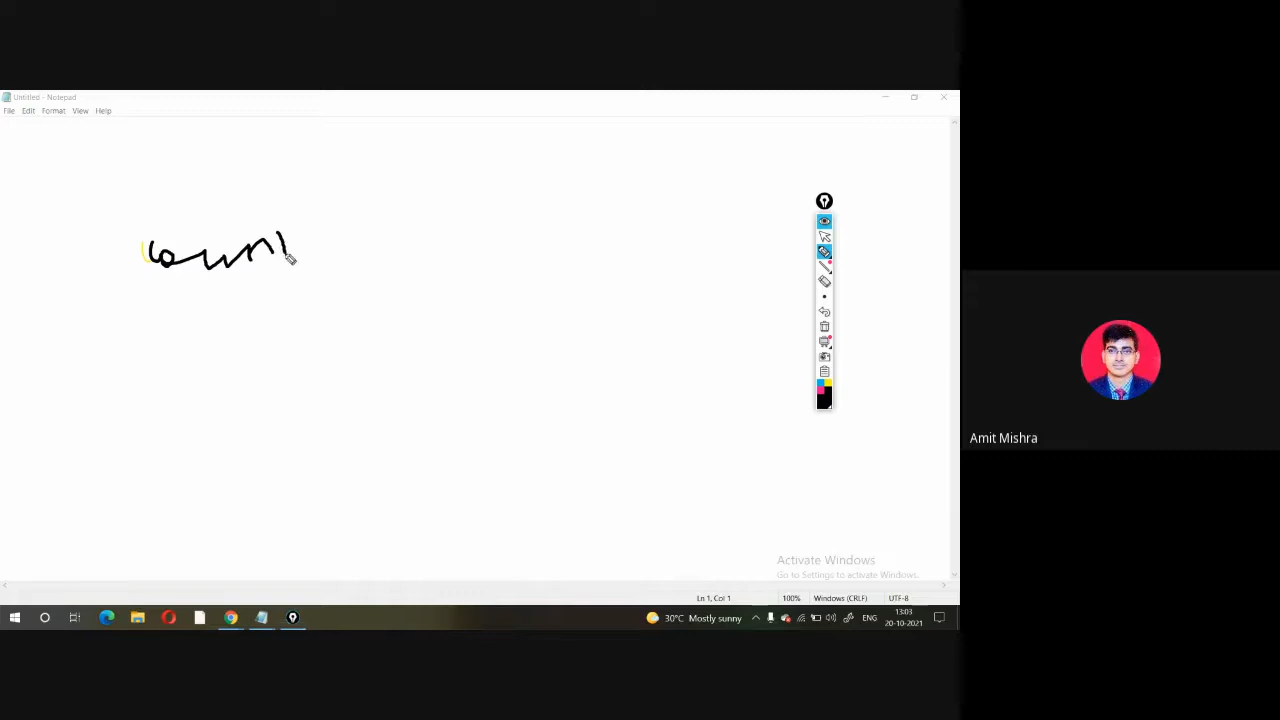 Untitled - Notepad
File Edit Format View Help
Amit Mishra
Activate Windows
Go to Settings to activate Windows.
Ln 1, Col 1 100% Windows (CRLF) UTF-8
30°C Mostly sunny ENG 13:03
20-10-2021